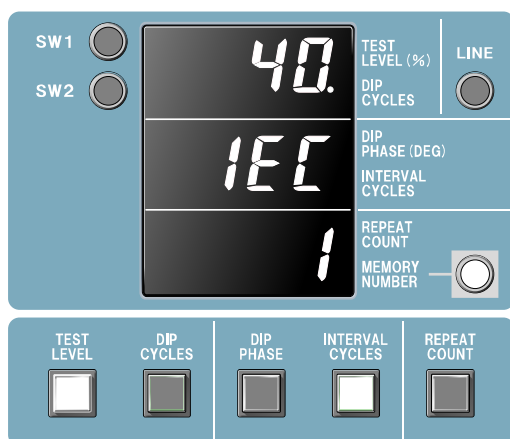 SW1
SW2
40.
TEST
LEVEL (%)
DIP
CYCLES
LINE
IEC
DIP
PHASE (DEG)
INTERVAL
CYCLES
1
REPEAT
COUNT
MEMORY
NUMBER
TEST
LEVEL
DIP
CYCLES
DIP
PHASE
INTERVAL
CYCLES
REPEAT
COUNT